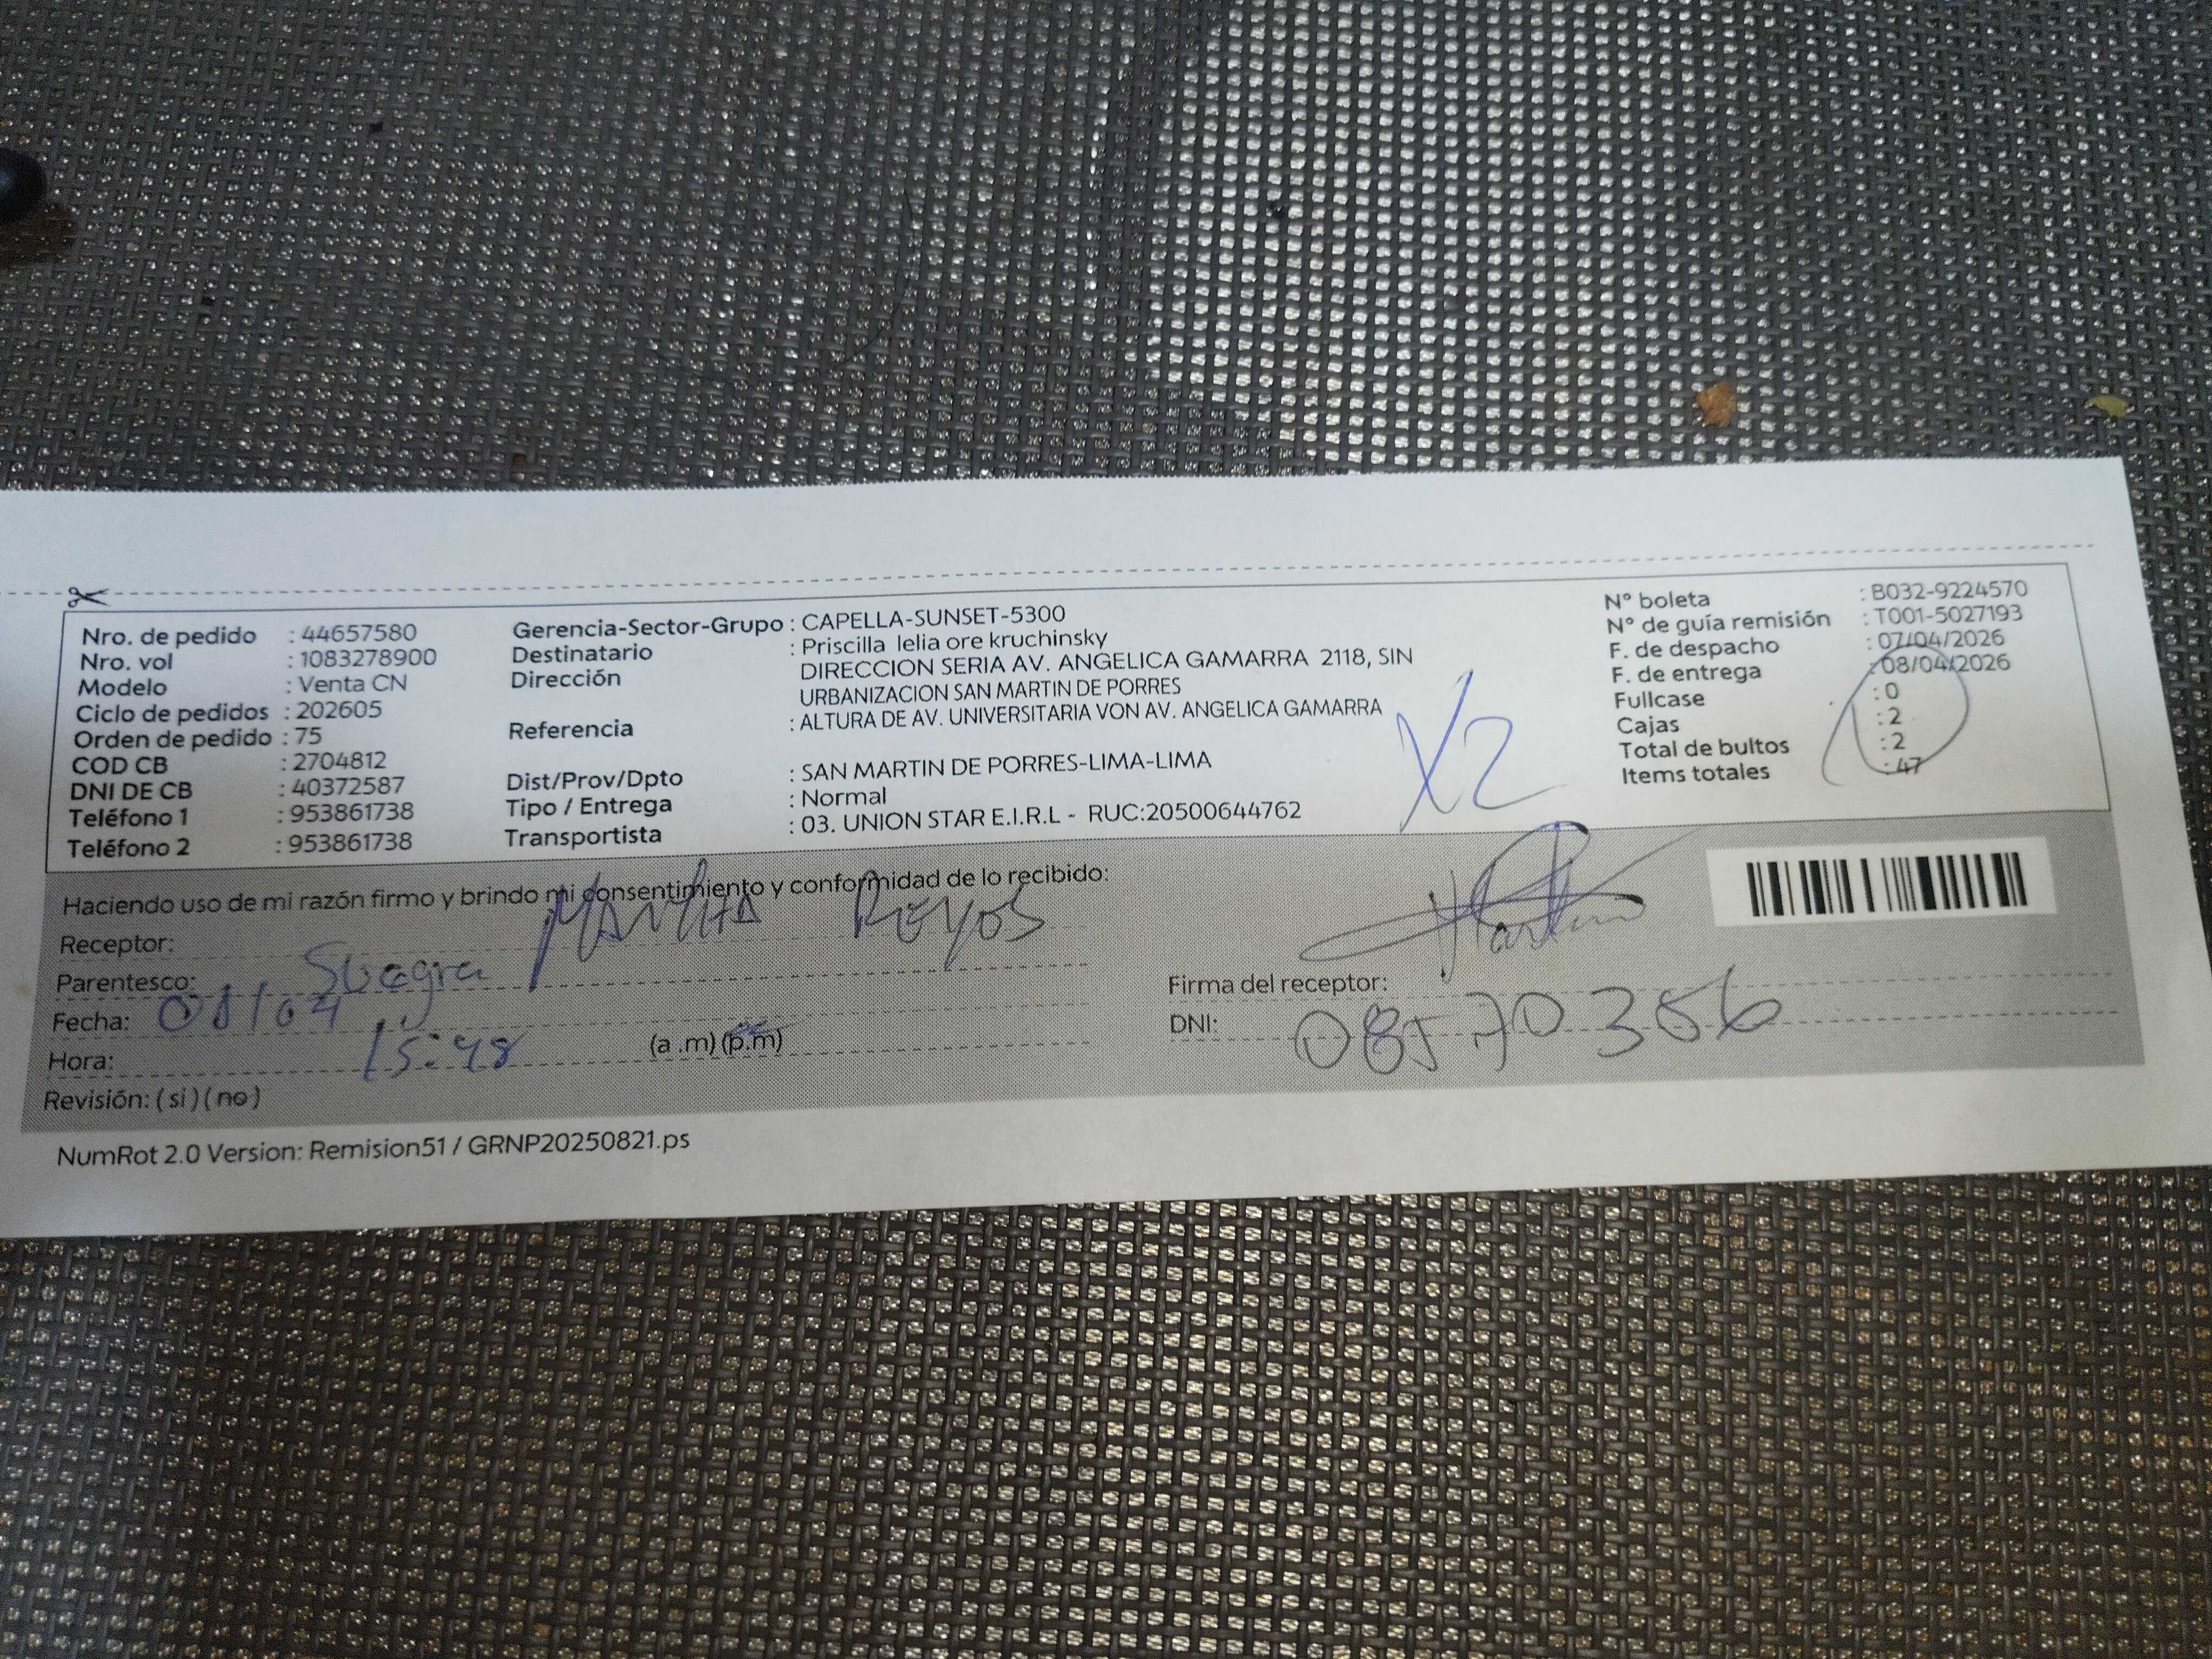 Nro. de pedido : 44657580
Nro. vol : 1083278900
Modelo : Venta CN
Ciclo de pedidos : 202605
Orden de pedido : 75
COD CB : 2704812
DNI DE CB : 40372587
Teléfono 1 : 953861738
Teléfono 2 : 953861738
Gerencia-Sector-Grupo : CAPELLA-SUNSET-5300
Destinatario : Priscilla lelia ore kruchinsky
Dirección DIRECCION SERIA AV. ANGELICA GAMARRA 2118, SIN
URBANIZACION SAN MARTIN DE PORRES
Referencia : ALTURA DE AV. UNIVERSITARIA VON AV. ANGELICA GAMARRA
Dist/Prov/Dpto : SAN MARTIN DE PORRES-LIMA-LIMA
Tipo / Entrega : Normal
Transportista : 03. UNION STAR E.I.R.L - RUC:20500644762
X2
N° boleta : B032-9224570
N° de guía remisión : T001-5027193
F. de despacho : 07/04/2026
F. de entrega : 08/04/2026
Fullcase : 0
Cajas : 2
Total de bultos : 2
Items totales : 47
Haciendo uso de mi razón firmo y brindo mi consentimiento y conformidad de lo recibido:
Receptor: Martha Reyes
Parentesco: Suegra
Fecha: 08/04
Hora: 15:48 (a .m) (p.m)
Revisión: ( si ) ( no )
Firma del receptor:
DNI: 08570356
NumRot 2.0 Version: Remision51 / GRNP20250821.ps